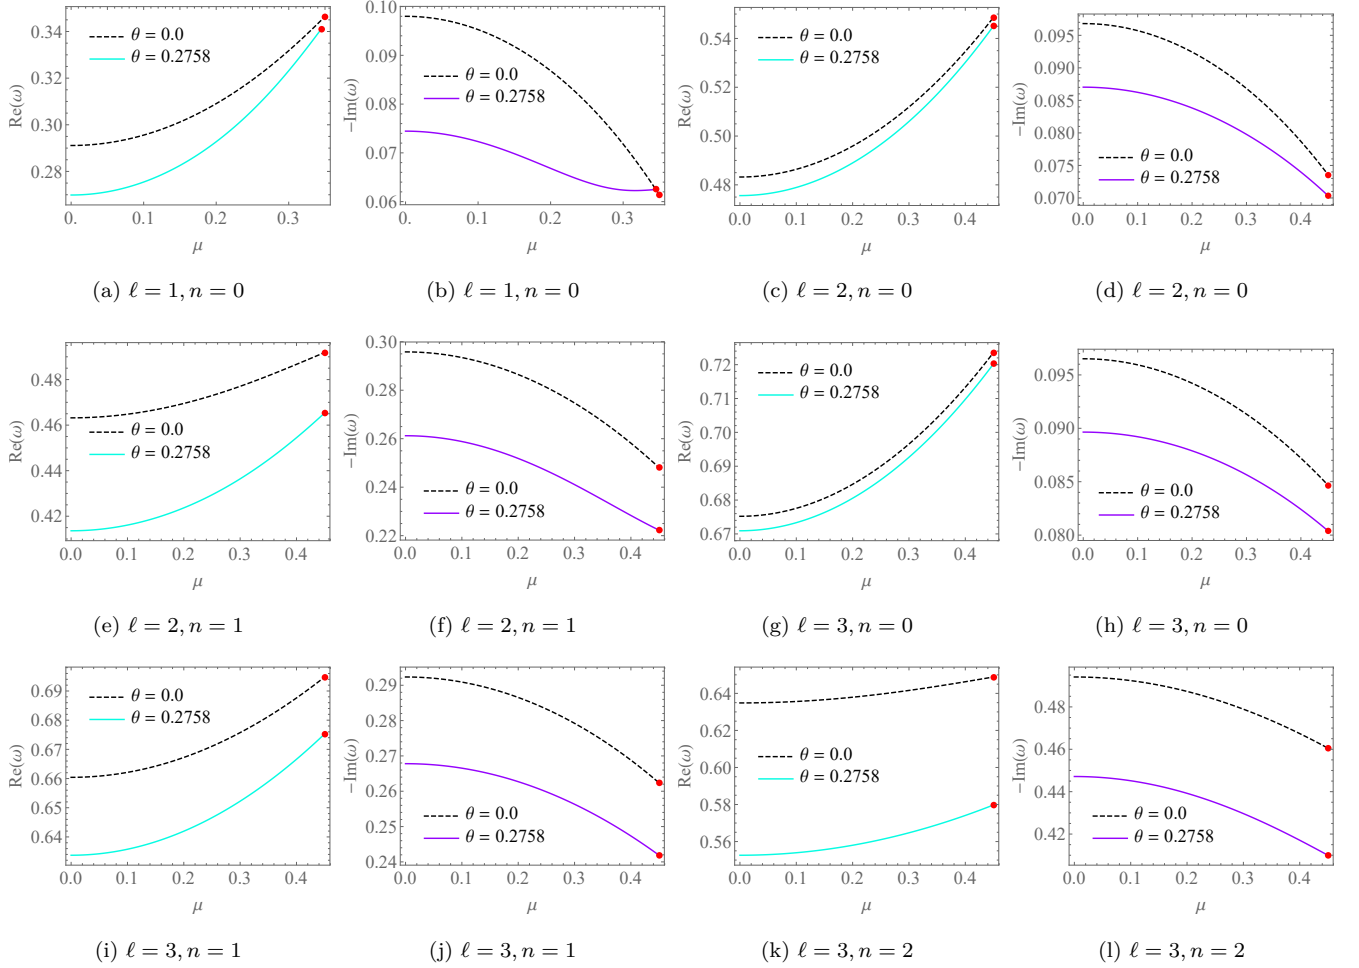 (a) ℓ = 1, n = 0
Re(ω)
0.34
0.32
0.30
0.28
θ = 0.0
θ = 0.2758
0.
0.1
0.2
0.3
μ
(b) ℓ = 1, n = 0
−Im(ω)
0.10
0.09
0.08
0.07
0.06
θ = 0.0
θ = 0.2758
0.
0.1
0.2
0.3
μ
(c) ℓ = 2, n = 0
Re(ω)
0.54
0.52
0.50
0.48
θ = 0.0
θ = 0.2758
0.0
0.1
0.2
0.3
0.4
μ
(d) ℓ = 2, n = 0
−Im(ω)
0.095
0.090
0.085
0.080
0.075
0.070
θ = 0.0
θ = 0.2758
0.0
0.1
0.2
0.3
0.4
μ
(e) ℓ = 2, n = 1
Re(ω)
0.48
0.46
0.44
0.42
θ = 0.0
θ = 0.2758
0.0
0.1
0.2
0.3
0.4
μ
(f) ℓ = 2, n = 1
−Im(ω)
0.30
0.28
0.26
0.24
0.22
θ = 0.0
θ = 0.2758
0.0
0.1
0.2
0.3
0.4
μ
(g) ℓ = 3, n = 0
Re(ω)
0.72
0.71
0.70
0.69
0.68
0.67
θ = 0.0
θ = 0.2758
0.0
0.1
0.2
0.3
0.4
μ
(h) ℓ = 3, n = 0
−Im(ω)
0.095
0.090
0.085
0.080
θ = 0.0
θ = 0.2758
0.0
0.1
0.2
0.3
0.4
μ
(i) ℓ = 3, n = 1
Re(ω)
0.69
0.68
0.67
0.66
0.64
θ = 0.0
θ = 0.2758
0.0
0.1
0.2
0.3
0.4
μ
(j) ℓ = 3, n = 1
−Im(ω)
0.29
0.28
0.27
0.26
0.25
0.24
θ = 0.0
θ = 0.2758
0.0
0.1
0.2
0.3
0.4
μ
(k) ℓ = 3, n = 2
Re(ω)
0.64
0.62
0.60
0.58
0.56
θ = 0.0
θ = 0.2758
0.0
0.1
0.2
0.3
0.4
μ
(l) ℓ = 3, n = 2
−Im(ω)
0.48
0.46
0.44
0.42
θ = 0.0
θ = 0.2758
0.0
0.1
0.2
0.3
0.4
μ